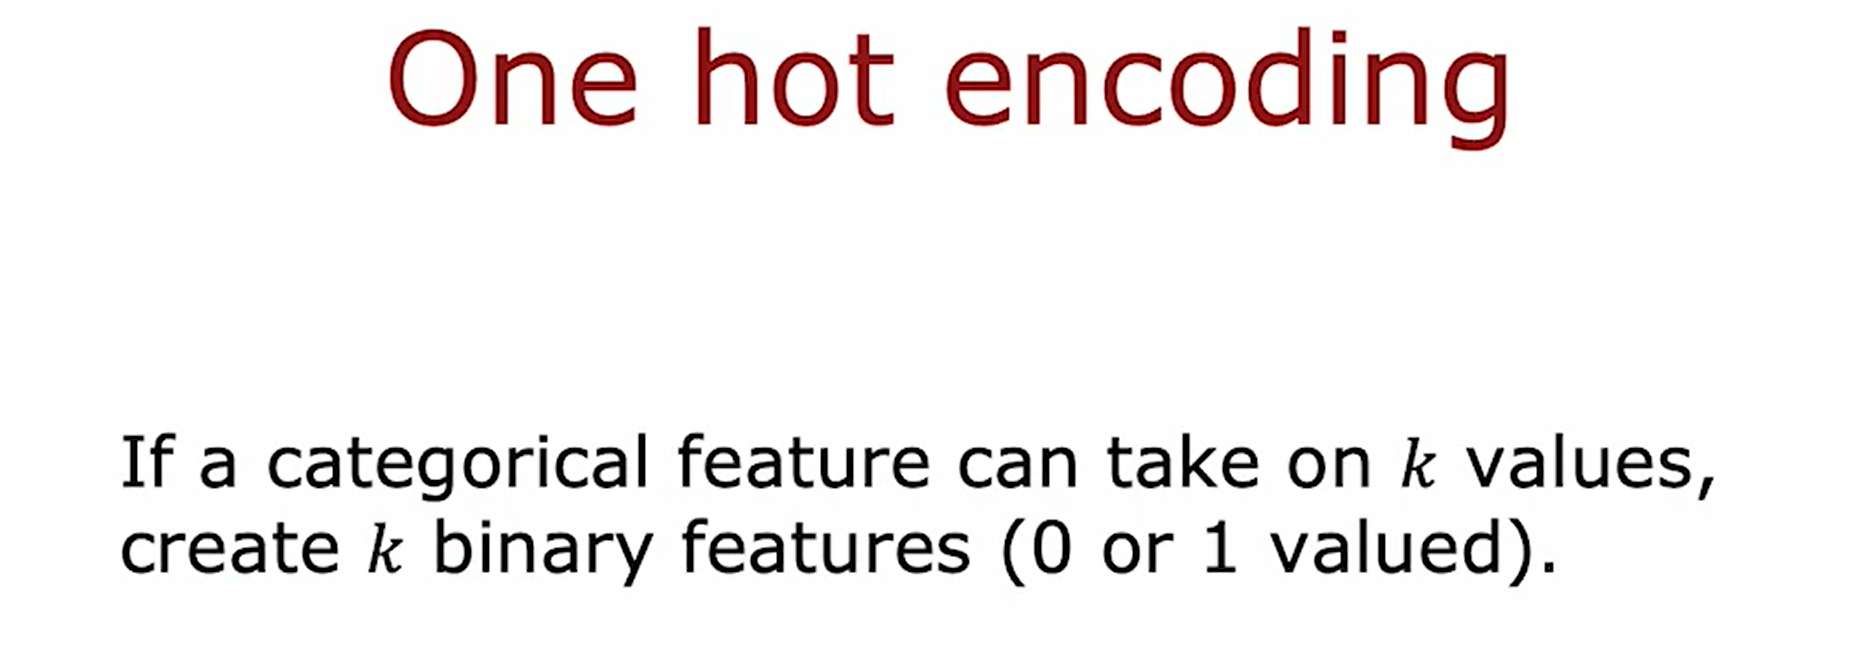 One hot encoding
If a categorical feature can take on k values,
create k binary features (0 or 1 valued).